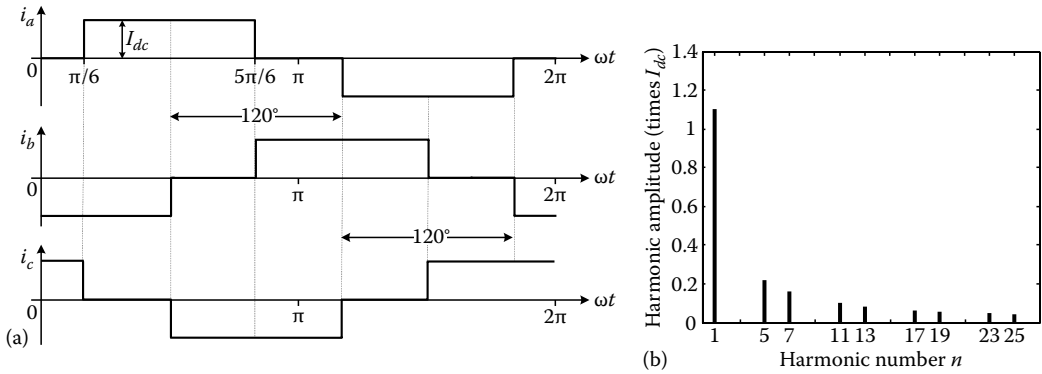 i_a
I_dc
0
π/6
5π/6
π
2π
ωt
120°
i_b
0
π
2π
ωt
120°
i_c
0
π
2π
ωt
(a)
Harmonic amplitude (times I_dc)
1.4
1.2
1
0.8
0.6
0.4
0.2
0
1
5
7
11
13
17
19
23
25
Harmonic number n
(b)